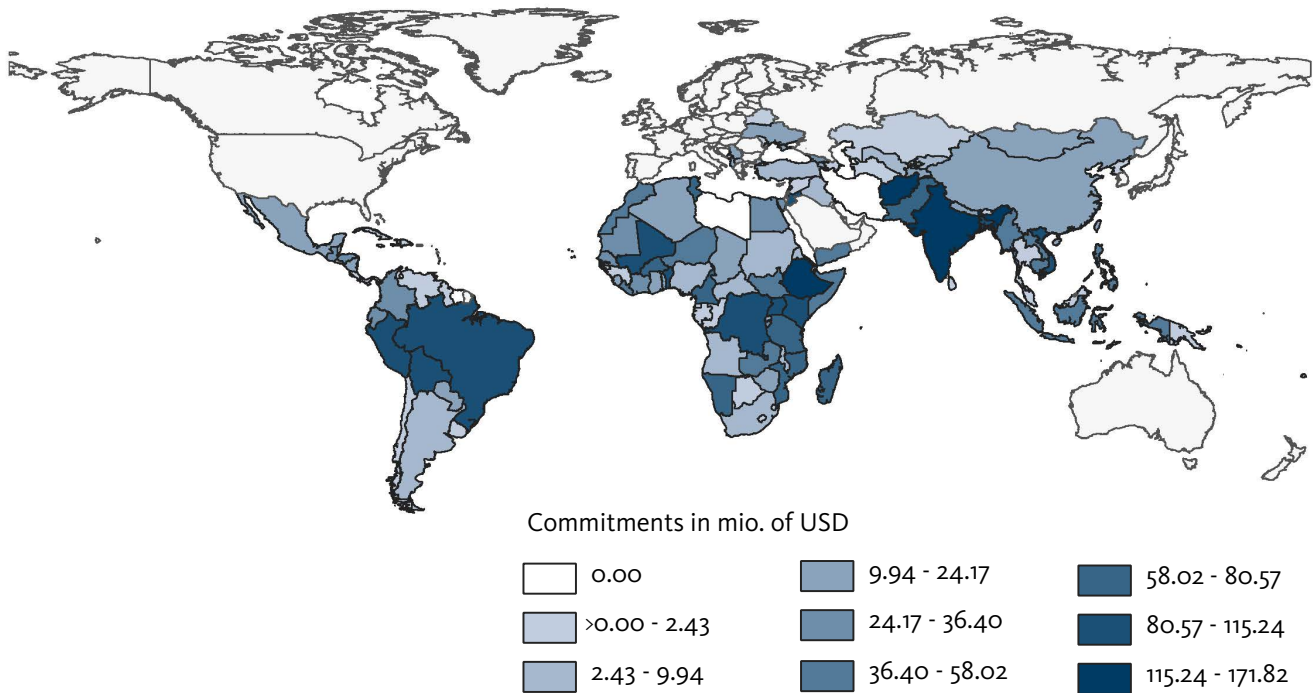 Commitments in mio. of USD
0.00
>0.00 - 2.43
2.43 - 9.94
9.94 - 24.17
24.17 - 36.40
36.40 - 58.02
58.02 - 80.57
80.57 - 115.24
115.24 - 171.82